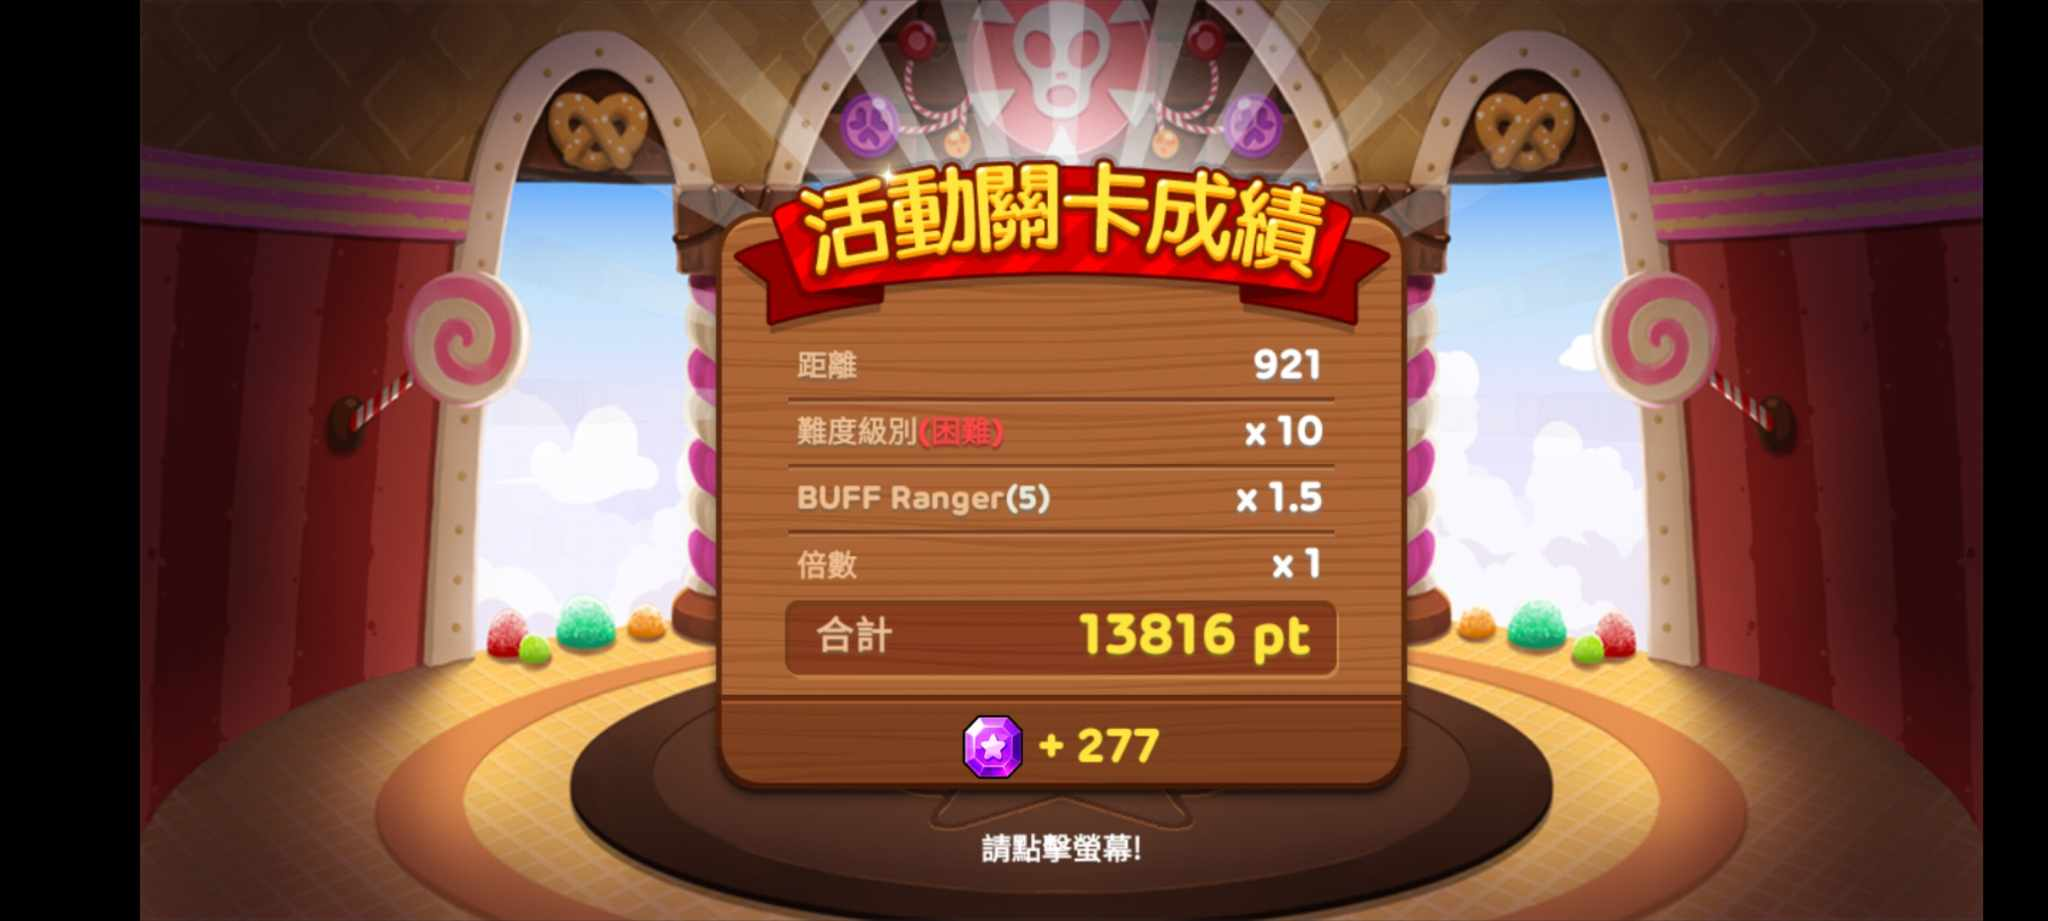 活動關卡成績
距離 921
難度級別(困難) x 10
BUFF Ranger(5) x 1.5
倍數 x 1
合計 13816 pt
+ 277
請點擊螢幕!